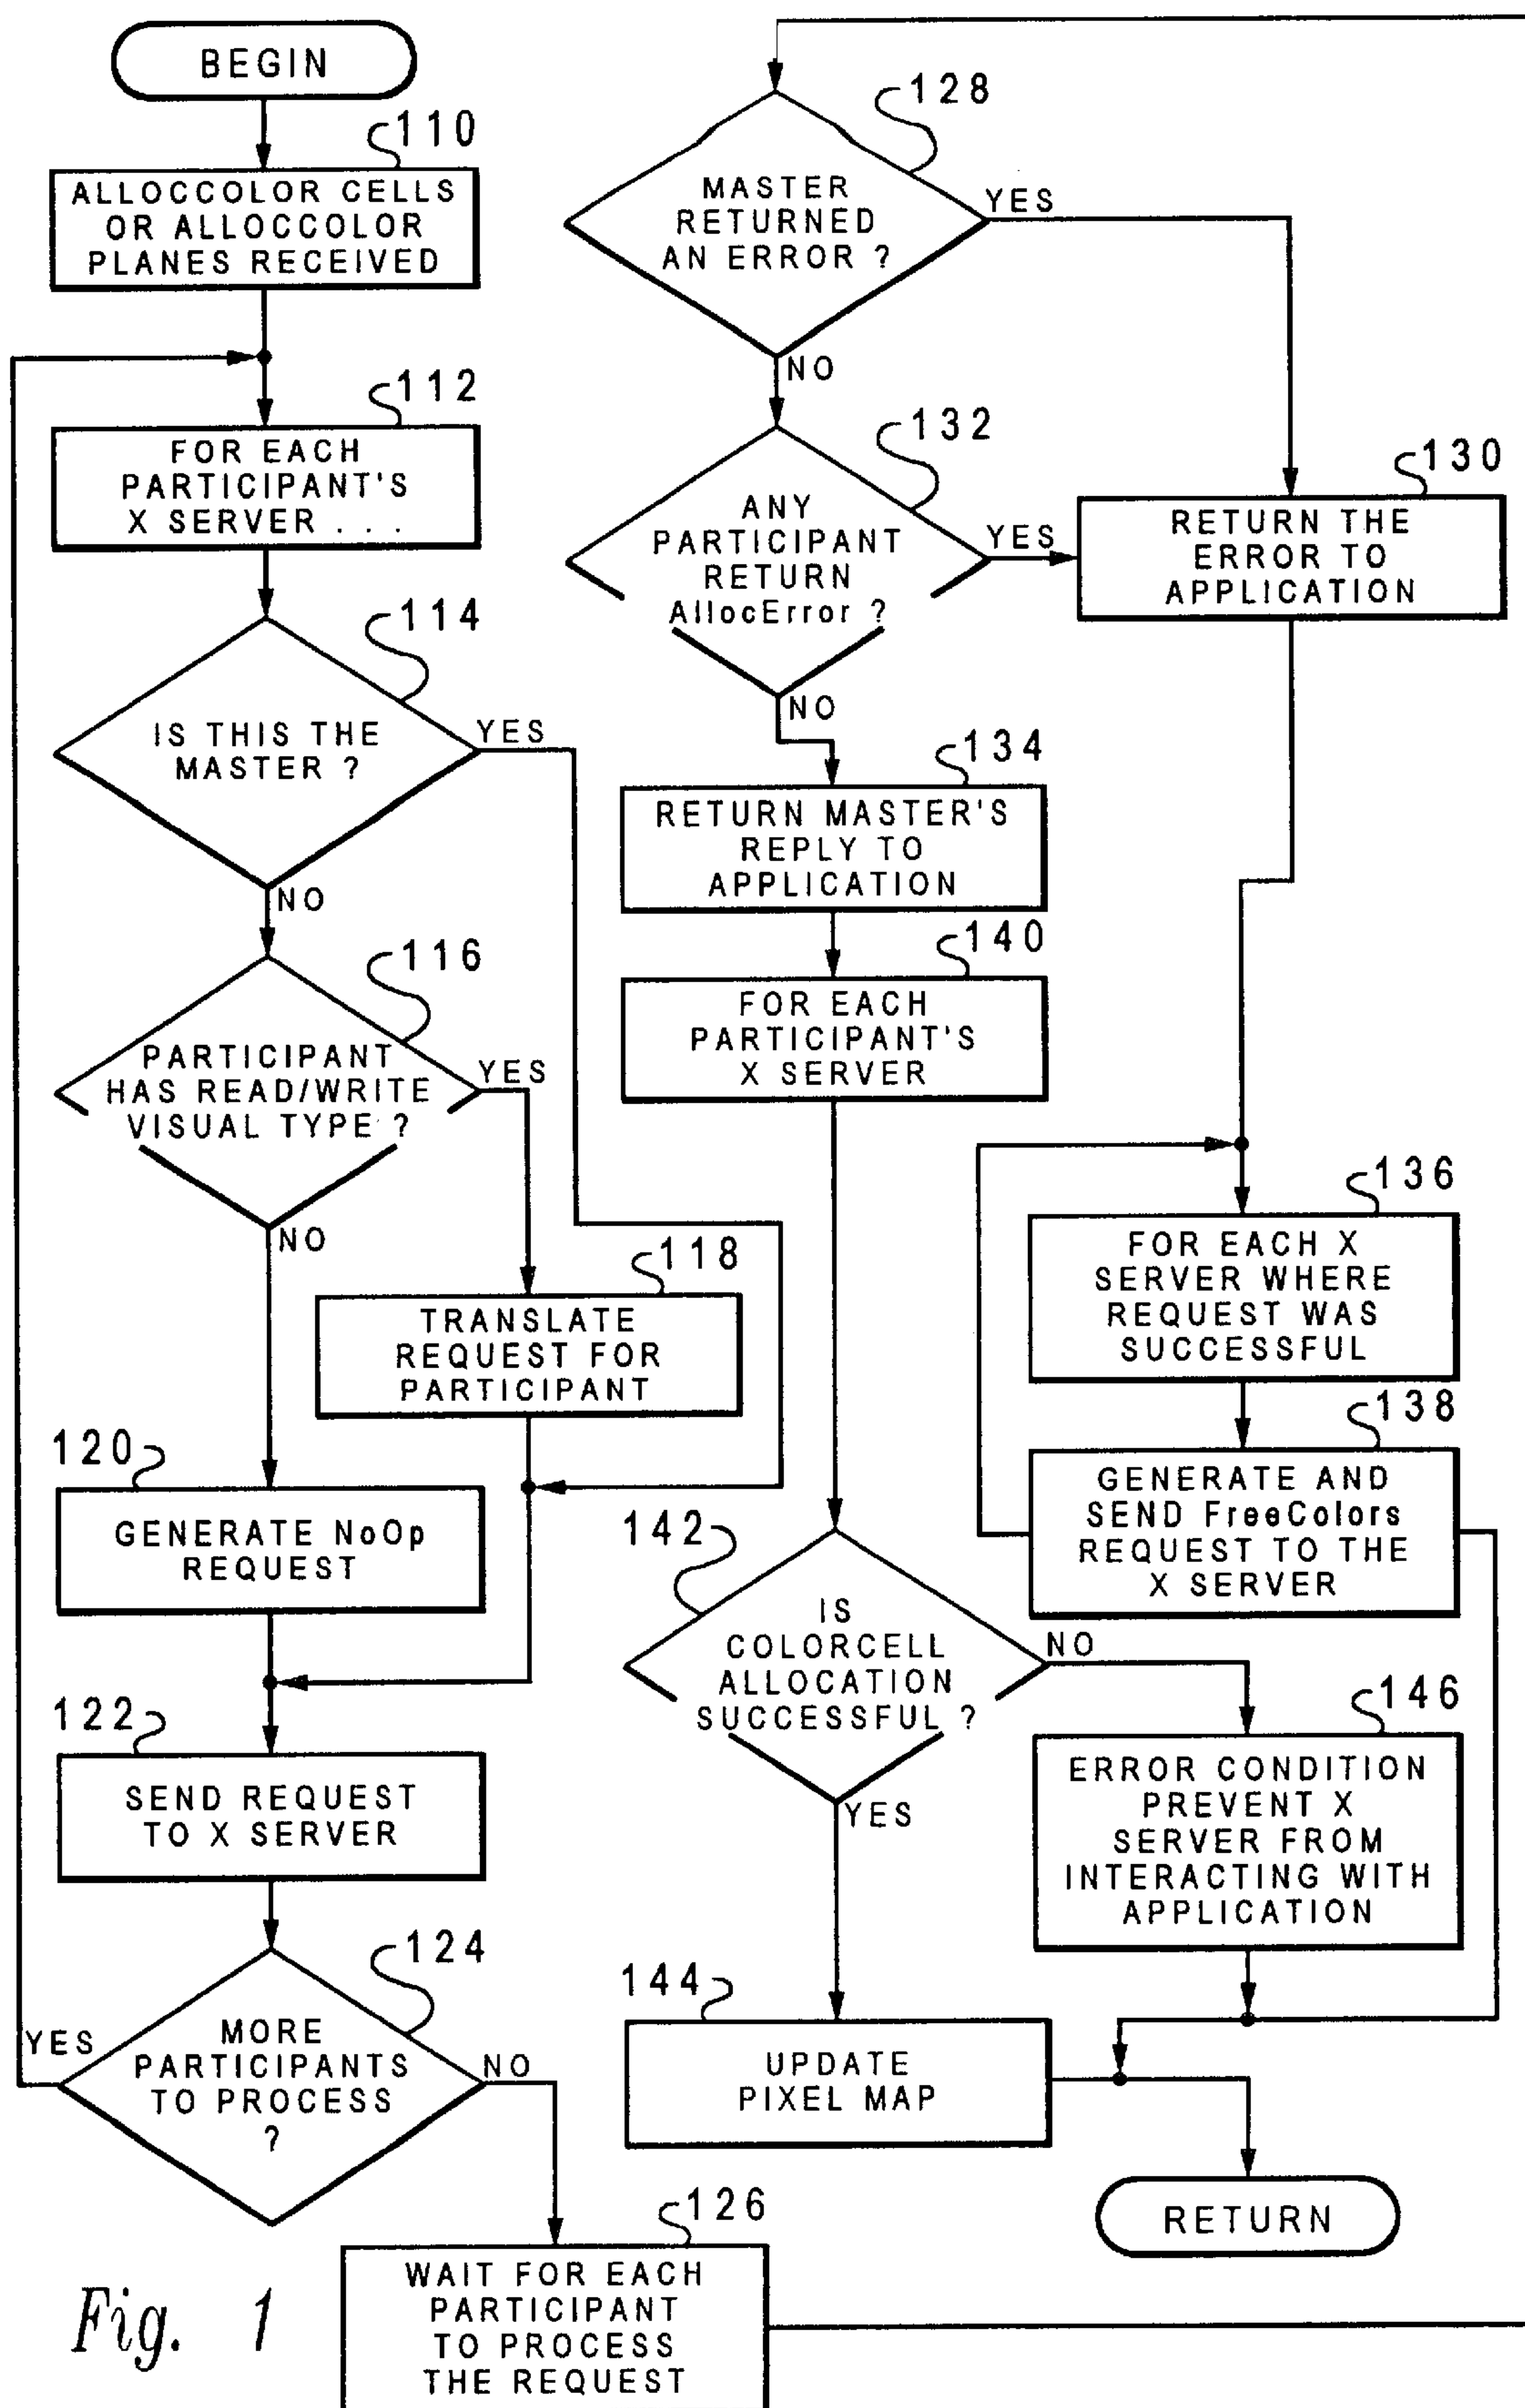 BEGIN
110
ALLOCCOLOR CELLS
OR ALLOCCOLOR
PLANES RECEIVED
112
FOR EACH
PARTICIPANT'S
X SERVER . . .
114
IS THIS THE
MASTER ?
YES
NO
116
PARTICIPANT
HAS READ/WRITE
VISUAL TYPE ?
YES
NO
118
TRANSLATE
REQUEST FOR
PARTICIPANT
120
GENERATE NoOp
REQUEST
122
SEND REQUEST
TO X SERVER
124
MORE
PARTICIPANTS
TO PROCESS
?
YES
NO
126
WAIT FOR EACH
PARTICIPANT
TO PROCESS
THE REQUEST
128
MASTER
RETURNED
AN ERROR ?
YES
NO
130
RETURN THE
ERROR TO
APPLICATION
132
ANY
PARTICIPANT
RETURN
AllocError ?
YES
NO
134
RETURN MASTER'S
REPLY TO
APPLICATION
140
FOR EACH
PARTICIPANT'S
X SERVER
136
FOR EACH X
SERVER WHERE
REQUEST WAS
SUCCESSFUL
138
GENERATE AND
SEND FreeColors
REQUEST TO THE
X SERVER
142
IS
COLORCELL
ALLOCATION
SUCCESSFUL ?
NO
YES
146
ERROR CONDITION
PREVENT X
SERVER FROM
INTERACTING WITH
APPLICATION
144
UPDATE
PIXEL MAP
RETURN
Fig. 1